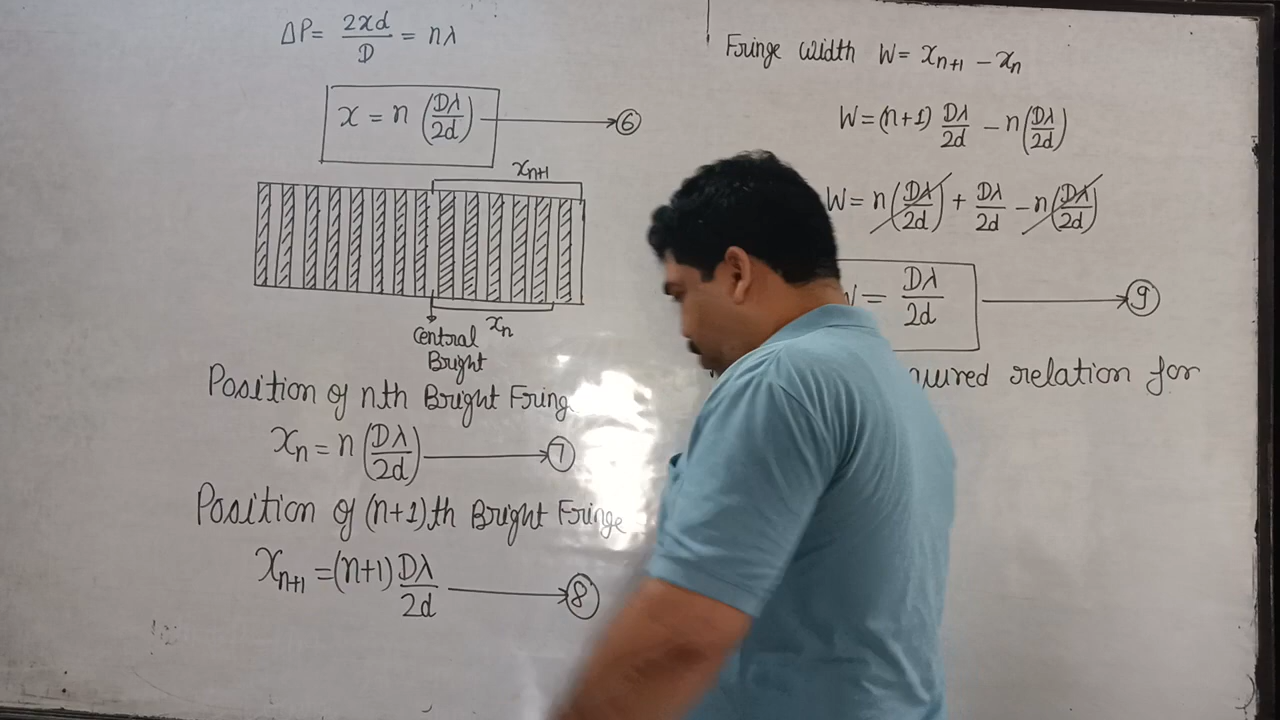 ΔP = 2xd/D = nλ
x = n (Dλ/2d) → ⑥
xn+1
xn
Central
Bright
Position of nth Bright Fring
xn = n (Dλ/2d) → ⑦
Position of (n+1)th Bright Fringe
xn+1 = (n+1) Dλ/2d → ⑧
Fringe width W = xn+1 − xn
W = (n+1) Dλ/2d − n(Dλ/2d)
W = n(Dλ/2d) + Dλ/2d − n(Dλ/2d)
W = Dλ/2d → ⑨
relation for